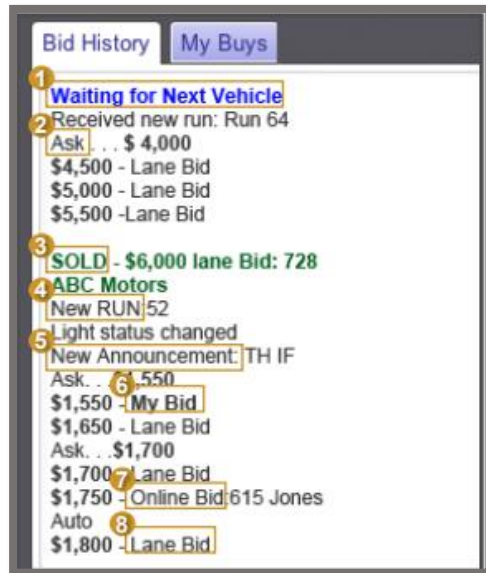 Bid History My Buys
1
Waiting for Next Vehicle
2 Received new run: Run 64
Ask . . . $ 4,000
$4,500 - Lane Bid
$5,000 - Lane Bid
$5,500 -Lane Bid
3
SOLD - $6,000 lane Bid: 728
4 ABC Motors
New RUN:52
Light status changed
5 New Announcement: TH IF
Ask. . . ,550
6
$1,550 - My Bid
$1,650 - Lane Bid
Ask. . .$1,700
$1,700 - Lane Bid
7
$1,750 - Online Bid:615 Jones
Auto
8
$1,800 - Lane Bid